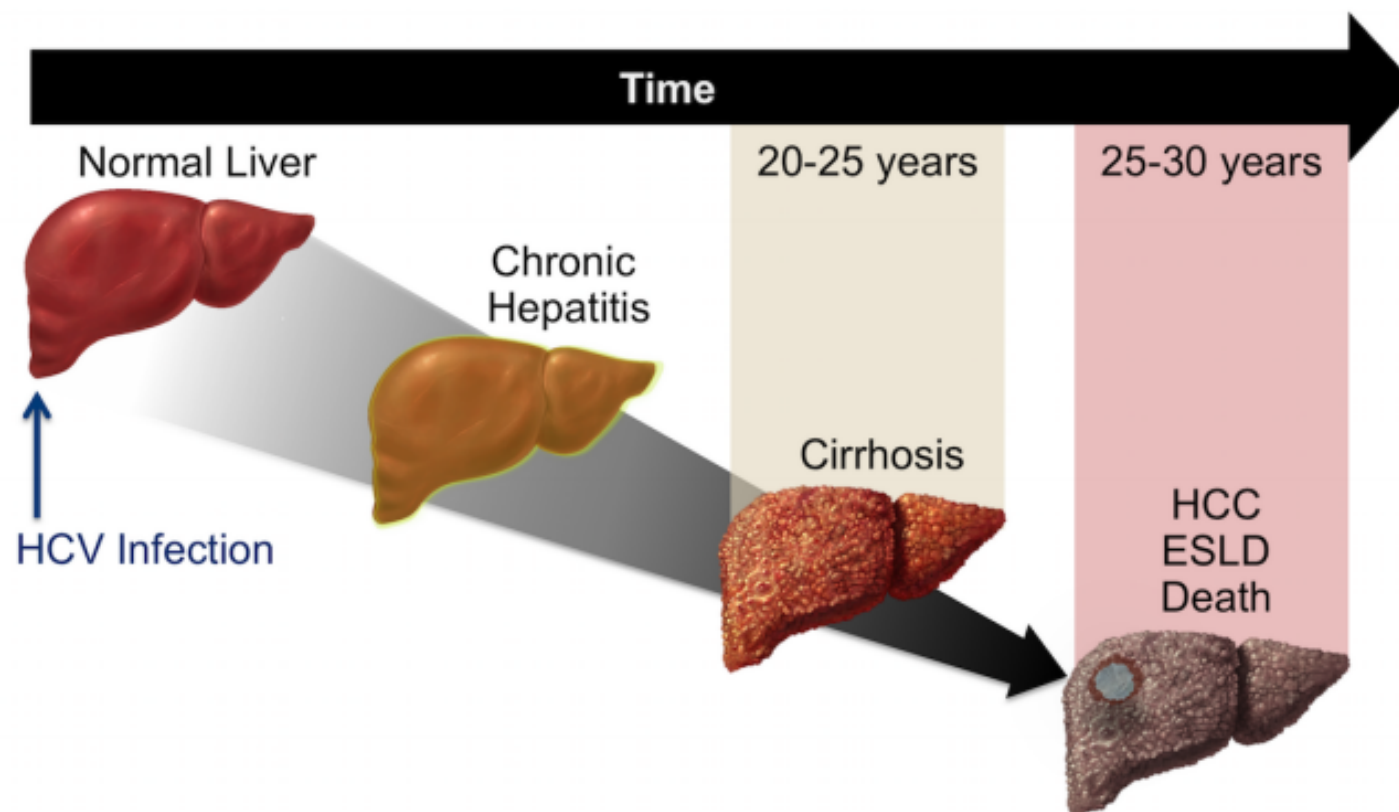 Time
Normal Liver
20-25 years
25-30 years
Chronic
Hepatitis
Cirrhosis
HCC
ESLD
Death
HCV Infection